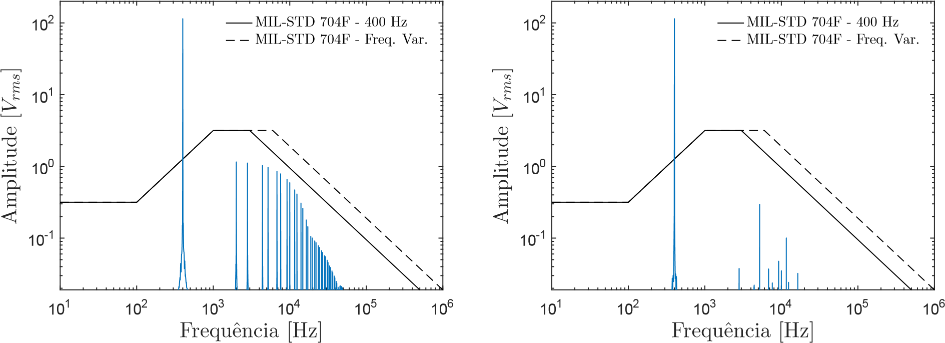 MIL-STD 704F - 400 Hz
MIL-STD 704F - Freq. Var.
10^2
10^1
10^0
10^-1
Amplitude [V_rms]
10^1 10^2 10^3 10^4 10^5 10^6
Frequência [Hz]
MIL-STD 704F - 400 Hz
MIL-STD 704F - Freq. Var.
10^2
10^1
10^0
10^-1
Amplitude [V_rms]
10^1 10^2 10^3 10^4 10^5 10^6
Frequência [Hz]